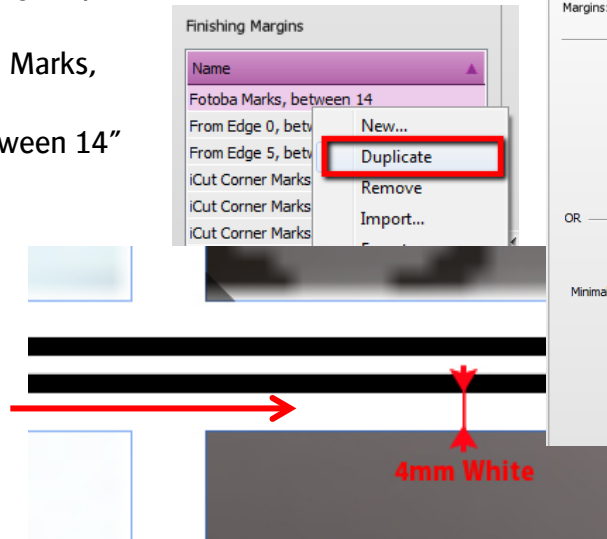 Marks,
ween 14"
Finishing Margins
Name
Fotoba Marks, between 14
From Edge 0, betw
From Edge 5, betw
iCut Corner Marks
iCut Corner Marks
iCut Corner Marks
New...
Duplicate
Remove
Import...
Margins:
OR
Minima
4mm White